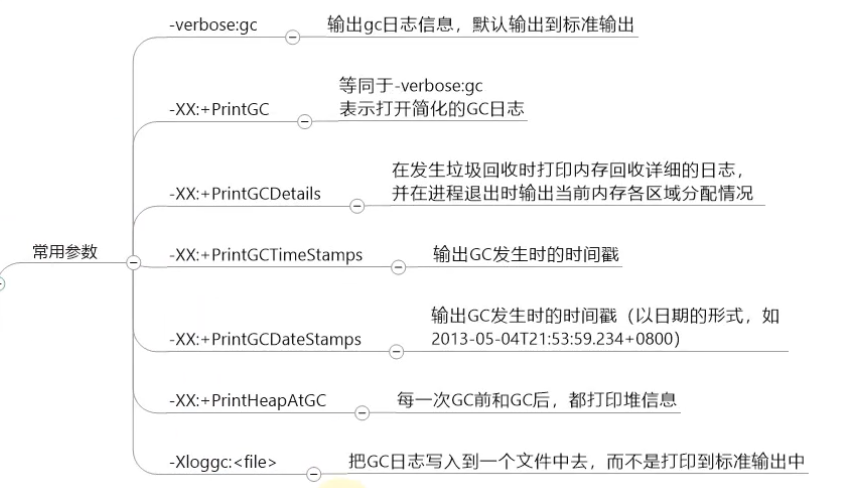 -verbose:gc
输出gc日志信息，默认输出到标准输出
-XX:+PrintGC
等同于-verbose:gc
表示打开简化的GC日志
-XX:+PrintGCDetails
在发生垃圾回收时打印内存回收详细的日志，
并在进程退出时输出当前内存各区域分配情况
常用参数
-XX:+PrintGCTimeStamps
输出GC发生时的时间戳
-XX:+PrintGCDateStamps
输出GC发生时的时间戳（以日期的形式，如
2013-05-04T21:53:59.234+0800）
-XX:+PrintHeapAtGC
每一次GC前和GC后，都打印堆信息
-Xloggc:<file>
把GC日志写入到一个文件中去，而不是打印到标准输出中